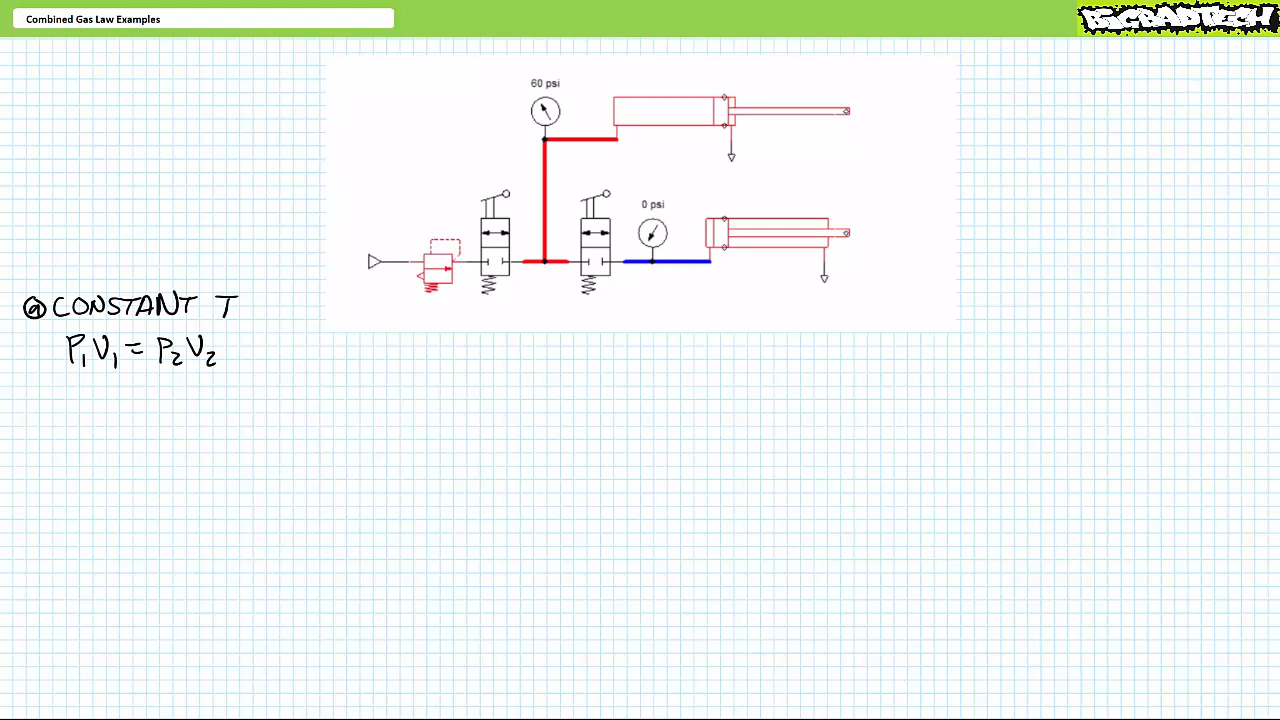 Combined Gas Law Examples
BIGBADTECH
60 psi
0 psi
@ CONSTANT T
P₁V₁ = P₂V₂